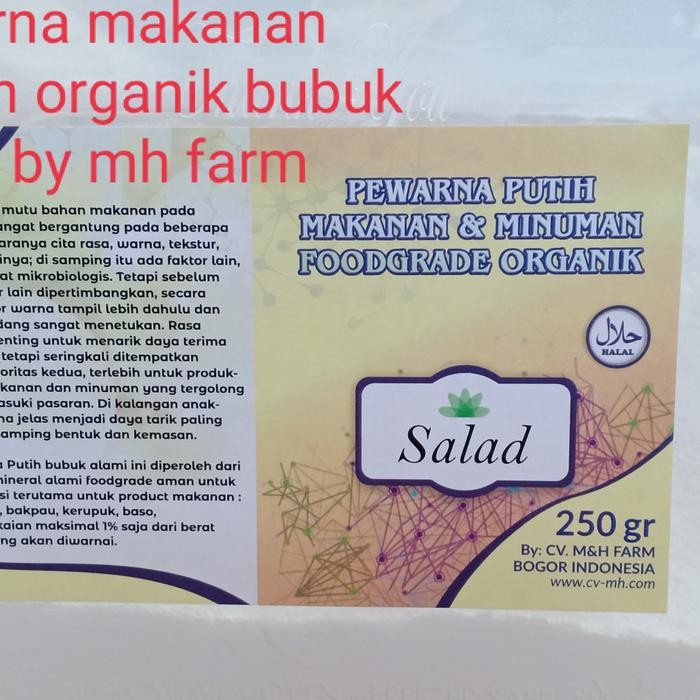 rna makanan
n organik bubuk
by mh farm
mutu bahan makanan pada
angat bergantung pada beberapa
aranya cita rasa, warna, tekstur,
inya; di samping itu ada faktor lain,
at mikrobiologis. Tetapi sebelum
r lain dipertimbangkan, secara
or warna tampil lebih dahulu dan
dang sangat menetukan. Rasa
enting untuk menarik daya terima
tetapi seringkali ditempatkan
oritas kedua, terlebih untuk produk-
kanan dan minuman yang tergolong
asuki pasaran. Di kalangan anak-
na jelas menjadi daya tarik paling
amping bentuk dan kemasan.
a Putih bubuk alami ini diperoleh dari
mineral alami foodgrade aman untuk
si terutama untuk product makanan :
, bakpau, kerupuk, baso,
kaian maksimal 1% saja dari berat
ng akan diwarnai.
PEWARNA PUTIH
MAKANAN & MINUMAN
FOODGRADE ORGANIK
حلال
HALAL
Salad
250 gr
By: CV. M&H FARM
BOGOR INDONESIA
www.cv-mh.com